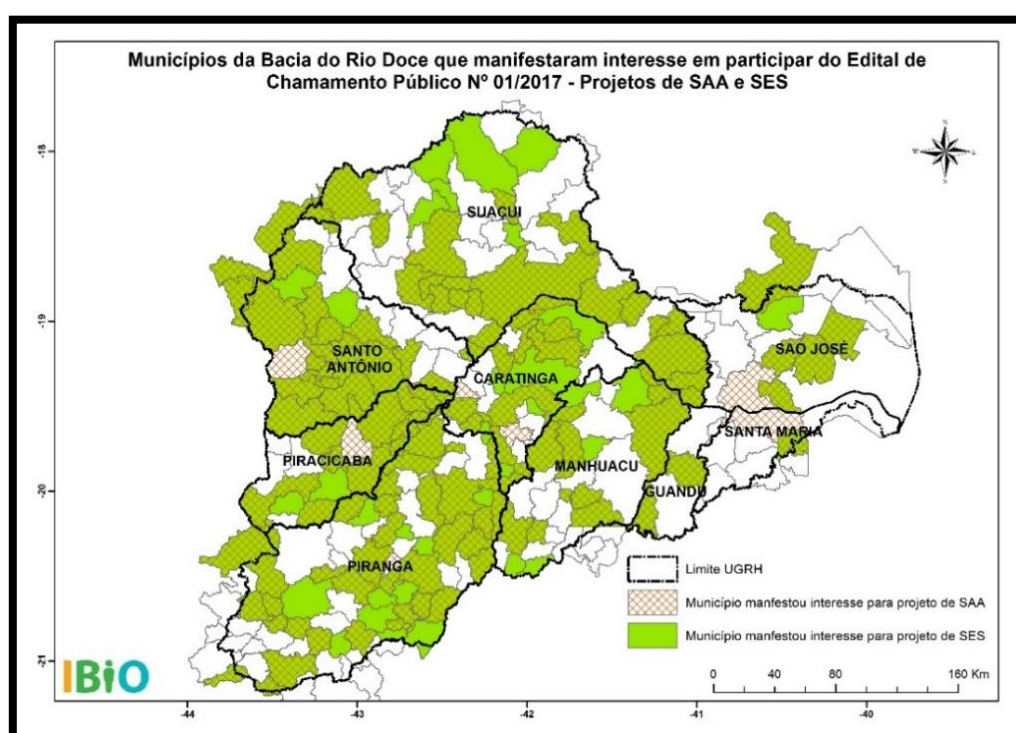 Municípios da Bacia do Rio Doce que manifestaram interesse em participar do Edital de
Chamamento Público Nº 01/2017 - Projetos de SAA e SES
-18
-19
-20
-21
N
W
SUAÇUI
SANTO
ANTÔNIO
CARATINGA
SAO JOSÉ
SANTA MARIA
PIRACICABA
MANHUACU
GUANDU
PIRANGA
Limite UGRH
Município manfestou interesse para projeto de SAA
Município manifestou interesse para projeto de SES
0 40 80 160 Km
IBiO
-44 -43 -42 -41 -40